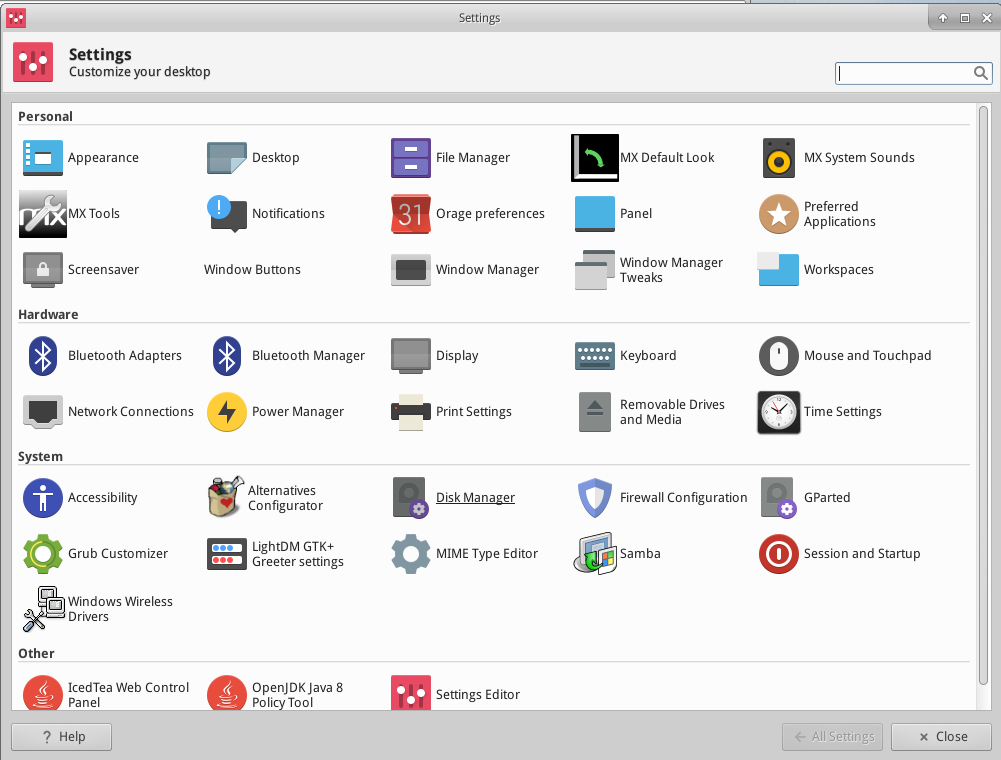 Settings
Settings
Customize your desktop
Personal
Appearance
Desktop
File Manager
MX Default Look
MX System Sounds
mx
MX Tools
!
Notifications
31
Orage preferences
Panel
Preferred
Applications
Screensaver
Window Buttons
Window Manager
Window Manager
Tweaks
Workspaces
Hardware
Bluetooth Adapters
Bluetooth Manager
Display
Keyboard
Mouse and Touchpad
Network Connections
Power Manager
Print Settings
Removable Drives
and Media
Time Settings
System
Accessibility
Alternatives
Configurator
Disk Manager
Firewall Configuration
GParted
Grub Customizer
LightDM GTK+
Greeter settings
MIME Type Editor
Samba
Session and Startup
Windows Wireless
Drivers
Other
IcedTea Web Control
Panel
OpenJDK Java 8
Policy Tool
Settings Editor
? Help
All Settings
Close